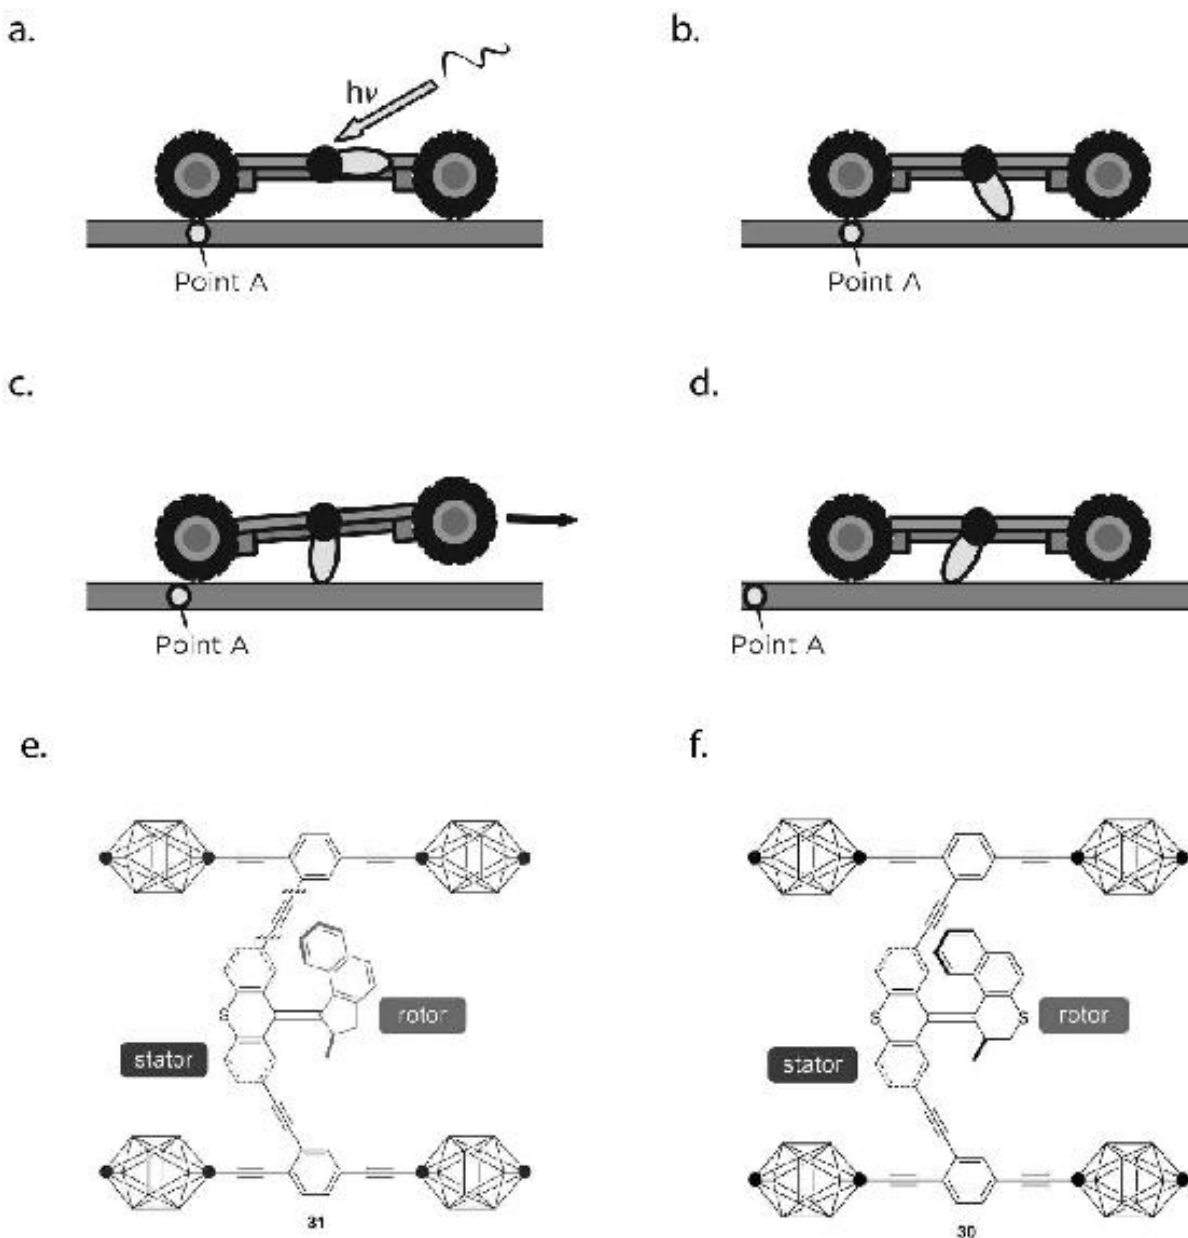 a.
b.
hν
Point A
Point A
c.
d.
Point A
Point A
e.
f.
S
rotor
stator
31
S
S
rotor
stator
30